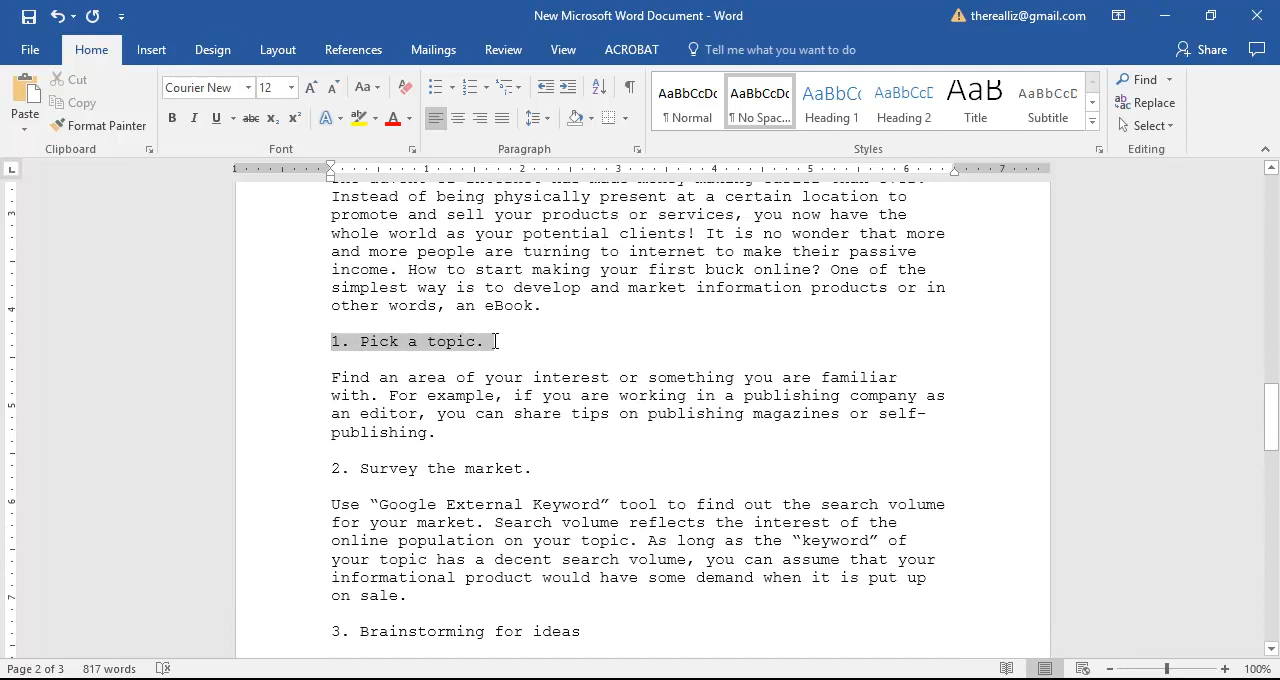 New Microsoft Word Document - Word
therealliz@gmail.com
File Home Insert Design Layout References Mailings Review View ACROBAT Tell me what you want to do Share
Paste
Cut
Copy
Format Painter
Clipboard
Courier New 12
Font
Paragraph
AaBbCcDc AaBbCcDc AaBbCc AaBbCcD AaB AaBbCcD
¶ Normal ¶ No Spac... Heading 1 Heading 2 Title Subtitle
Styles
Find
Replace
Select
Editing
Instead of being physically present at a certain location to
promote and sell your products or services, you now have the
whole world as your potential clients! It is no wonder that more
and more people are turning to internet to make their passive
income. How to start making your first buck online? One of the
simplest way is to develop and market information products or in
other words, an eBook.
1. Pick a topic.
Find an area of your interest or something you are familiar
with. For example, if you are working in a publishing company as
an editor, you can share tips on publishing magazines or self-
publishing.
2. Survey the market.
Use “Google External Keyword” tool to find out the search volume
for your market. Search volume reflects the interest of the
online population on your topic. As long as the “keyword” of
your topic has a decent search volume, you can assume that your
informational product would have some demand when it is put up
on sale.
3. Brainstorming for ideas
Page 2 of 3 817 words 100%